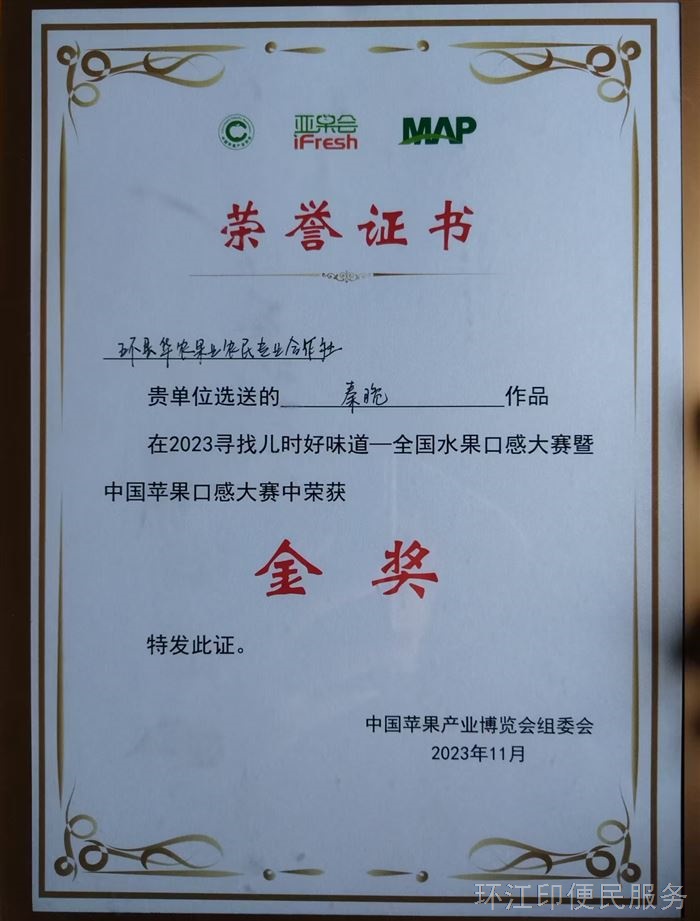 亚果会
iFresh
MAP
荣誉证书
环县华农果业农民专业合作社
贵单位选送的 秦脆 作品
在2023寻找儿时好味道—全国水果口感大赛暨
中国苹果口感大赛中荣获
金奖
特发此证。
中国苹果产业博览会组委会
2023年11月
环江印便民服务